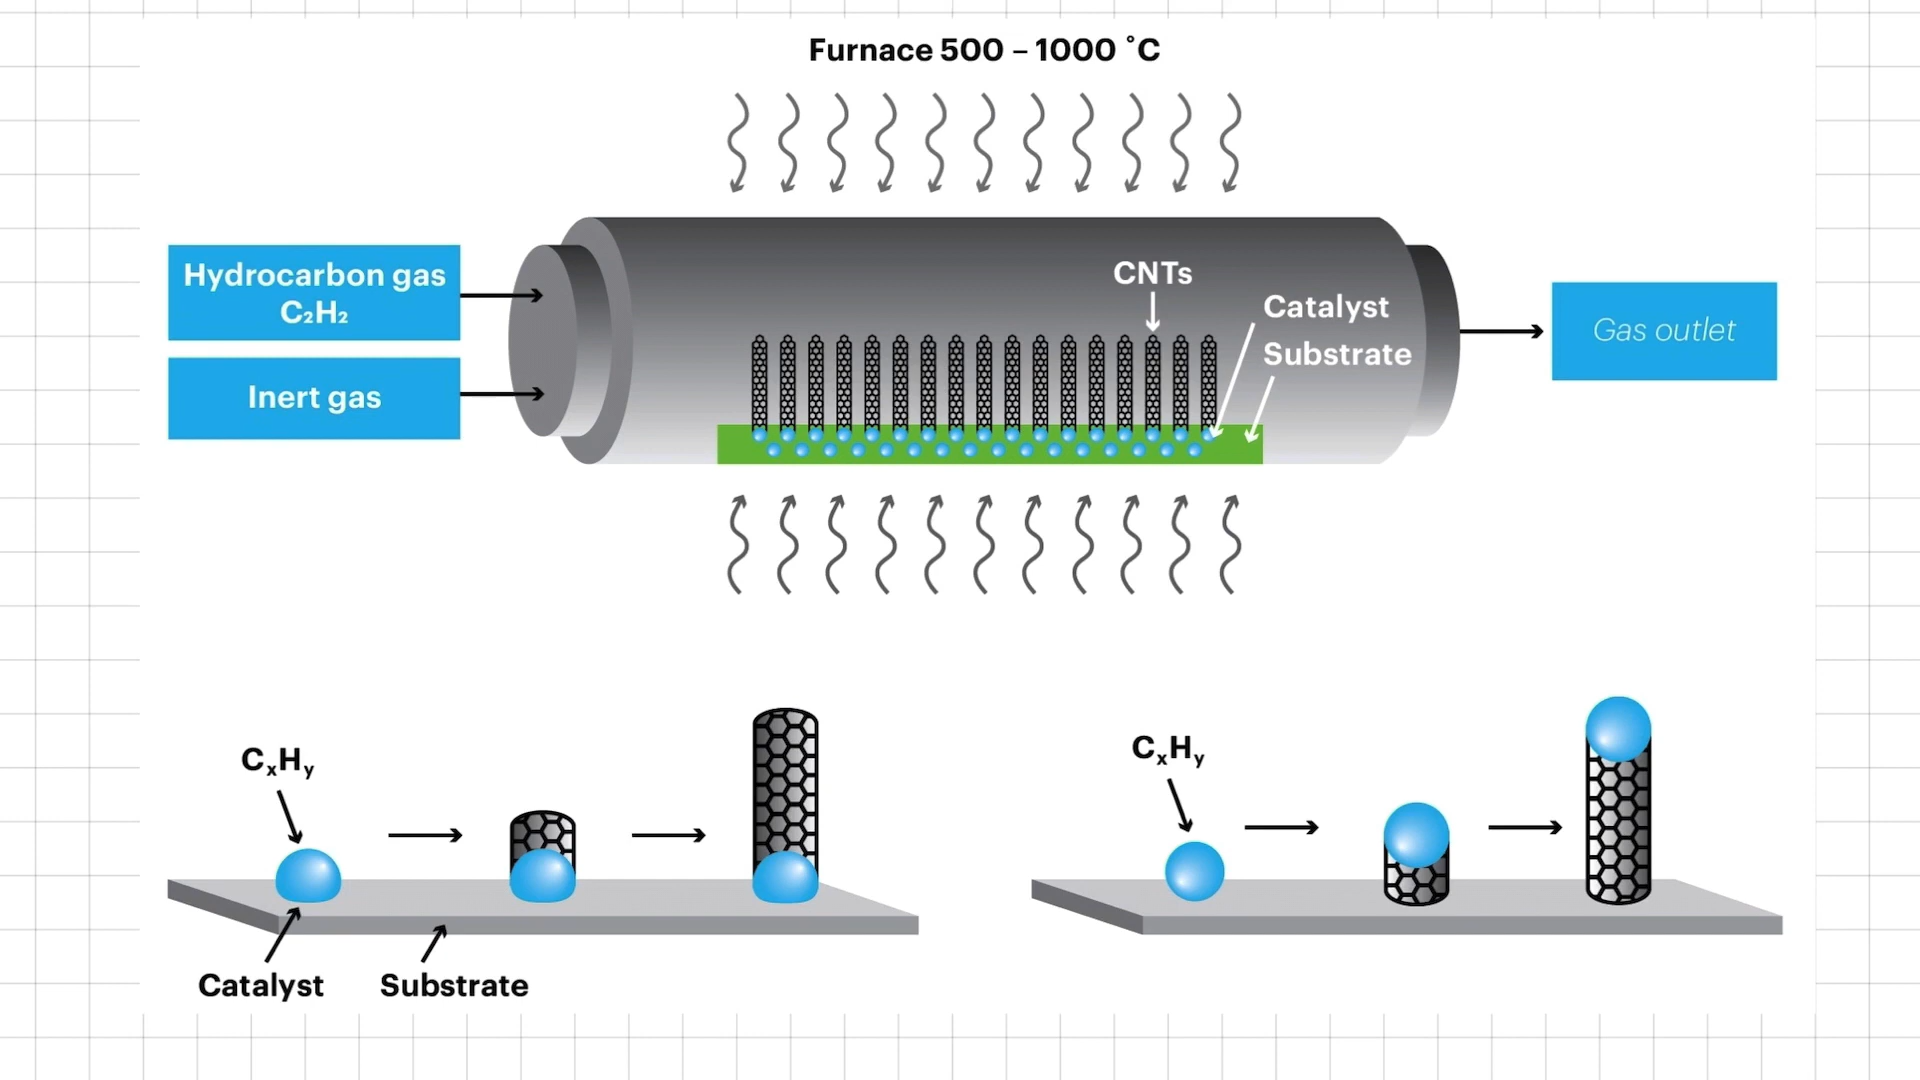 Furnace 500 – 1000 ˚C
Hydrocarbon gas
C₂H₂
Inert gas
CNTs
Catalyst
Substrate
Gas outlet
CₓHᵧ
Catalyst
Substrate
CₓHᵧ